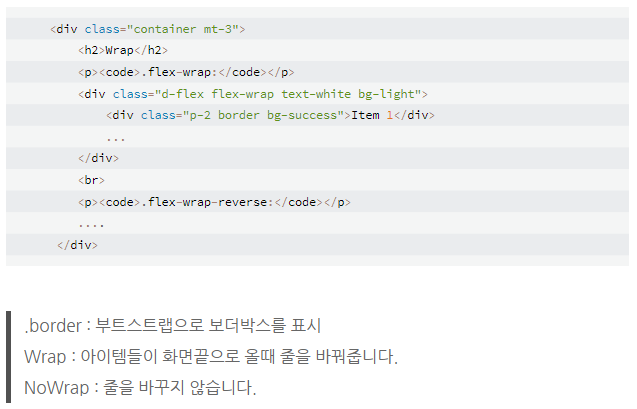 <div class="container mt-3">
<h2>Wrap</h2>
<p><code>.flex-wrap:</code></p>
<div class="d-flex flex-wrap text-white bg-light">
<div class="p-2 border bg-success">Item 1</div>
...
</div>
<br>
<p><code>.flex-wrap-reverse:</code></p>
....
</div>
.border : 부트스트랩으로 보더박스를 표시
Wrap : 아이템들이 화면끝으로 올때 줄을 바꿔줍니다.
NoWrap : 줄을 바꾸지 않습니다.